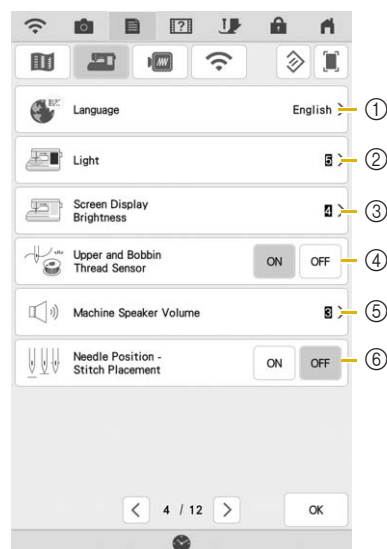 Language English > ①
Light 5 > ②
Screen Display
Brightness 4 > ③
Upper and Bobbin
Thread Sensor ON OFF ④
Machine Speaker Volume 3 > ⑤
Needle Position -
Stitch Placement ON OFF ⑥
< 4 / 12 > OK